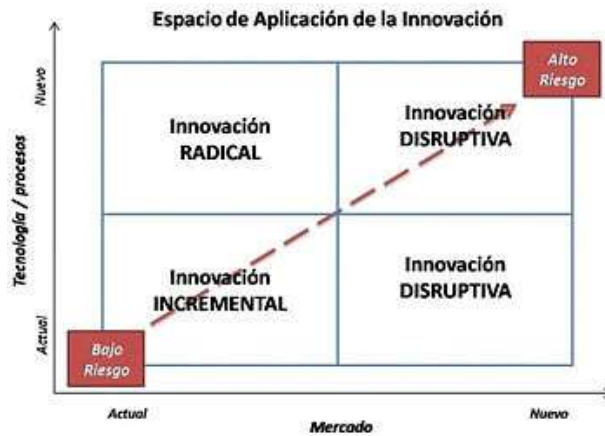 Espacio de Aplicación de la Innovación
Alto
Riesgo
Nuevo
Innovación
RADICAL
Innovación
DISRUPTIVA
Tecnología / procesos
Innovación
INCREMENTAL
Innovación
DISRUPTIVA
Actual
Bajo
Riesgo
Actual
Mercado
Nuevo